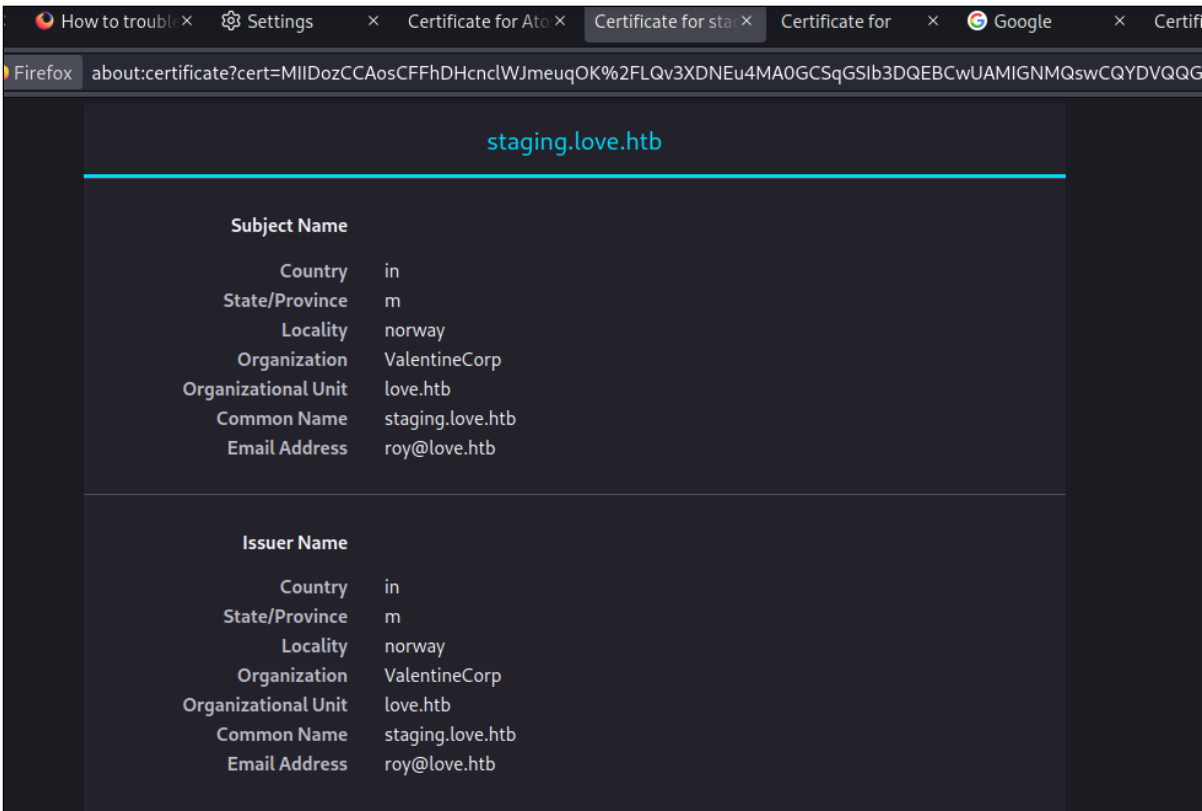 How to trouble Settings Certificate for Ato Certificate for stag Certificate for Google Certifi
Firefox about:certificate?cert=MIIDozCCAosCFFhDHcnclWJmeuqOK%2FLQv3XDNEu4MA0GCSqGSIb3DQEBCwUAMIGNMQswCQYDVQQG
staging.love.htb
Subject Name
Country in
State/Province m
Locality norway
Organization ValentineCorp
Organizational Unit love.htb
Common Name staging.love.htb
Email Address roy@love.htb
Issuer Name
Country in
State/Province m
Locality norway
Organization ValentineCorp
Organizational Unit love.htb
Common Name staging.love.htb
Email Address roy@love.htb